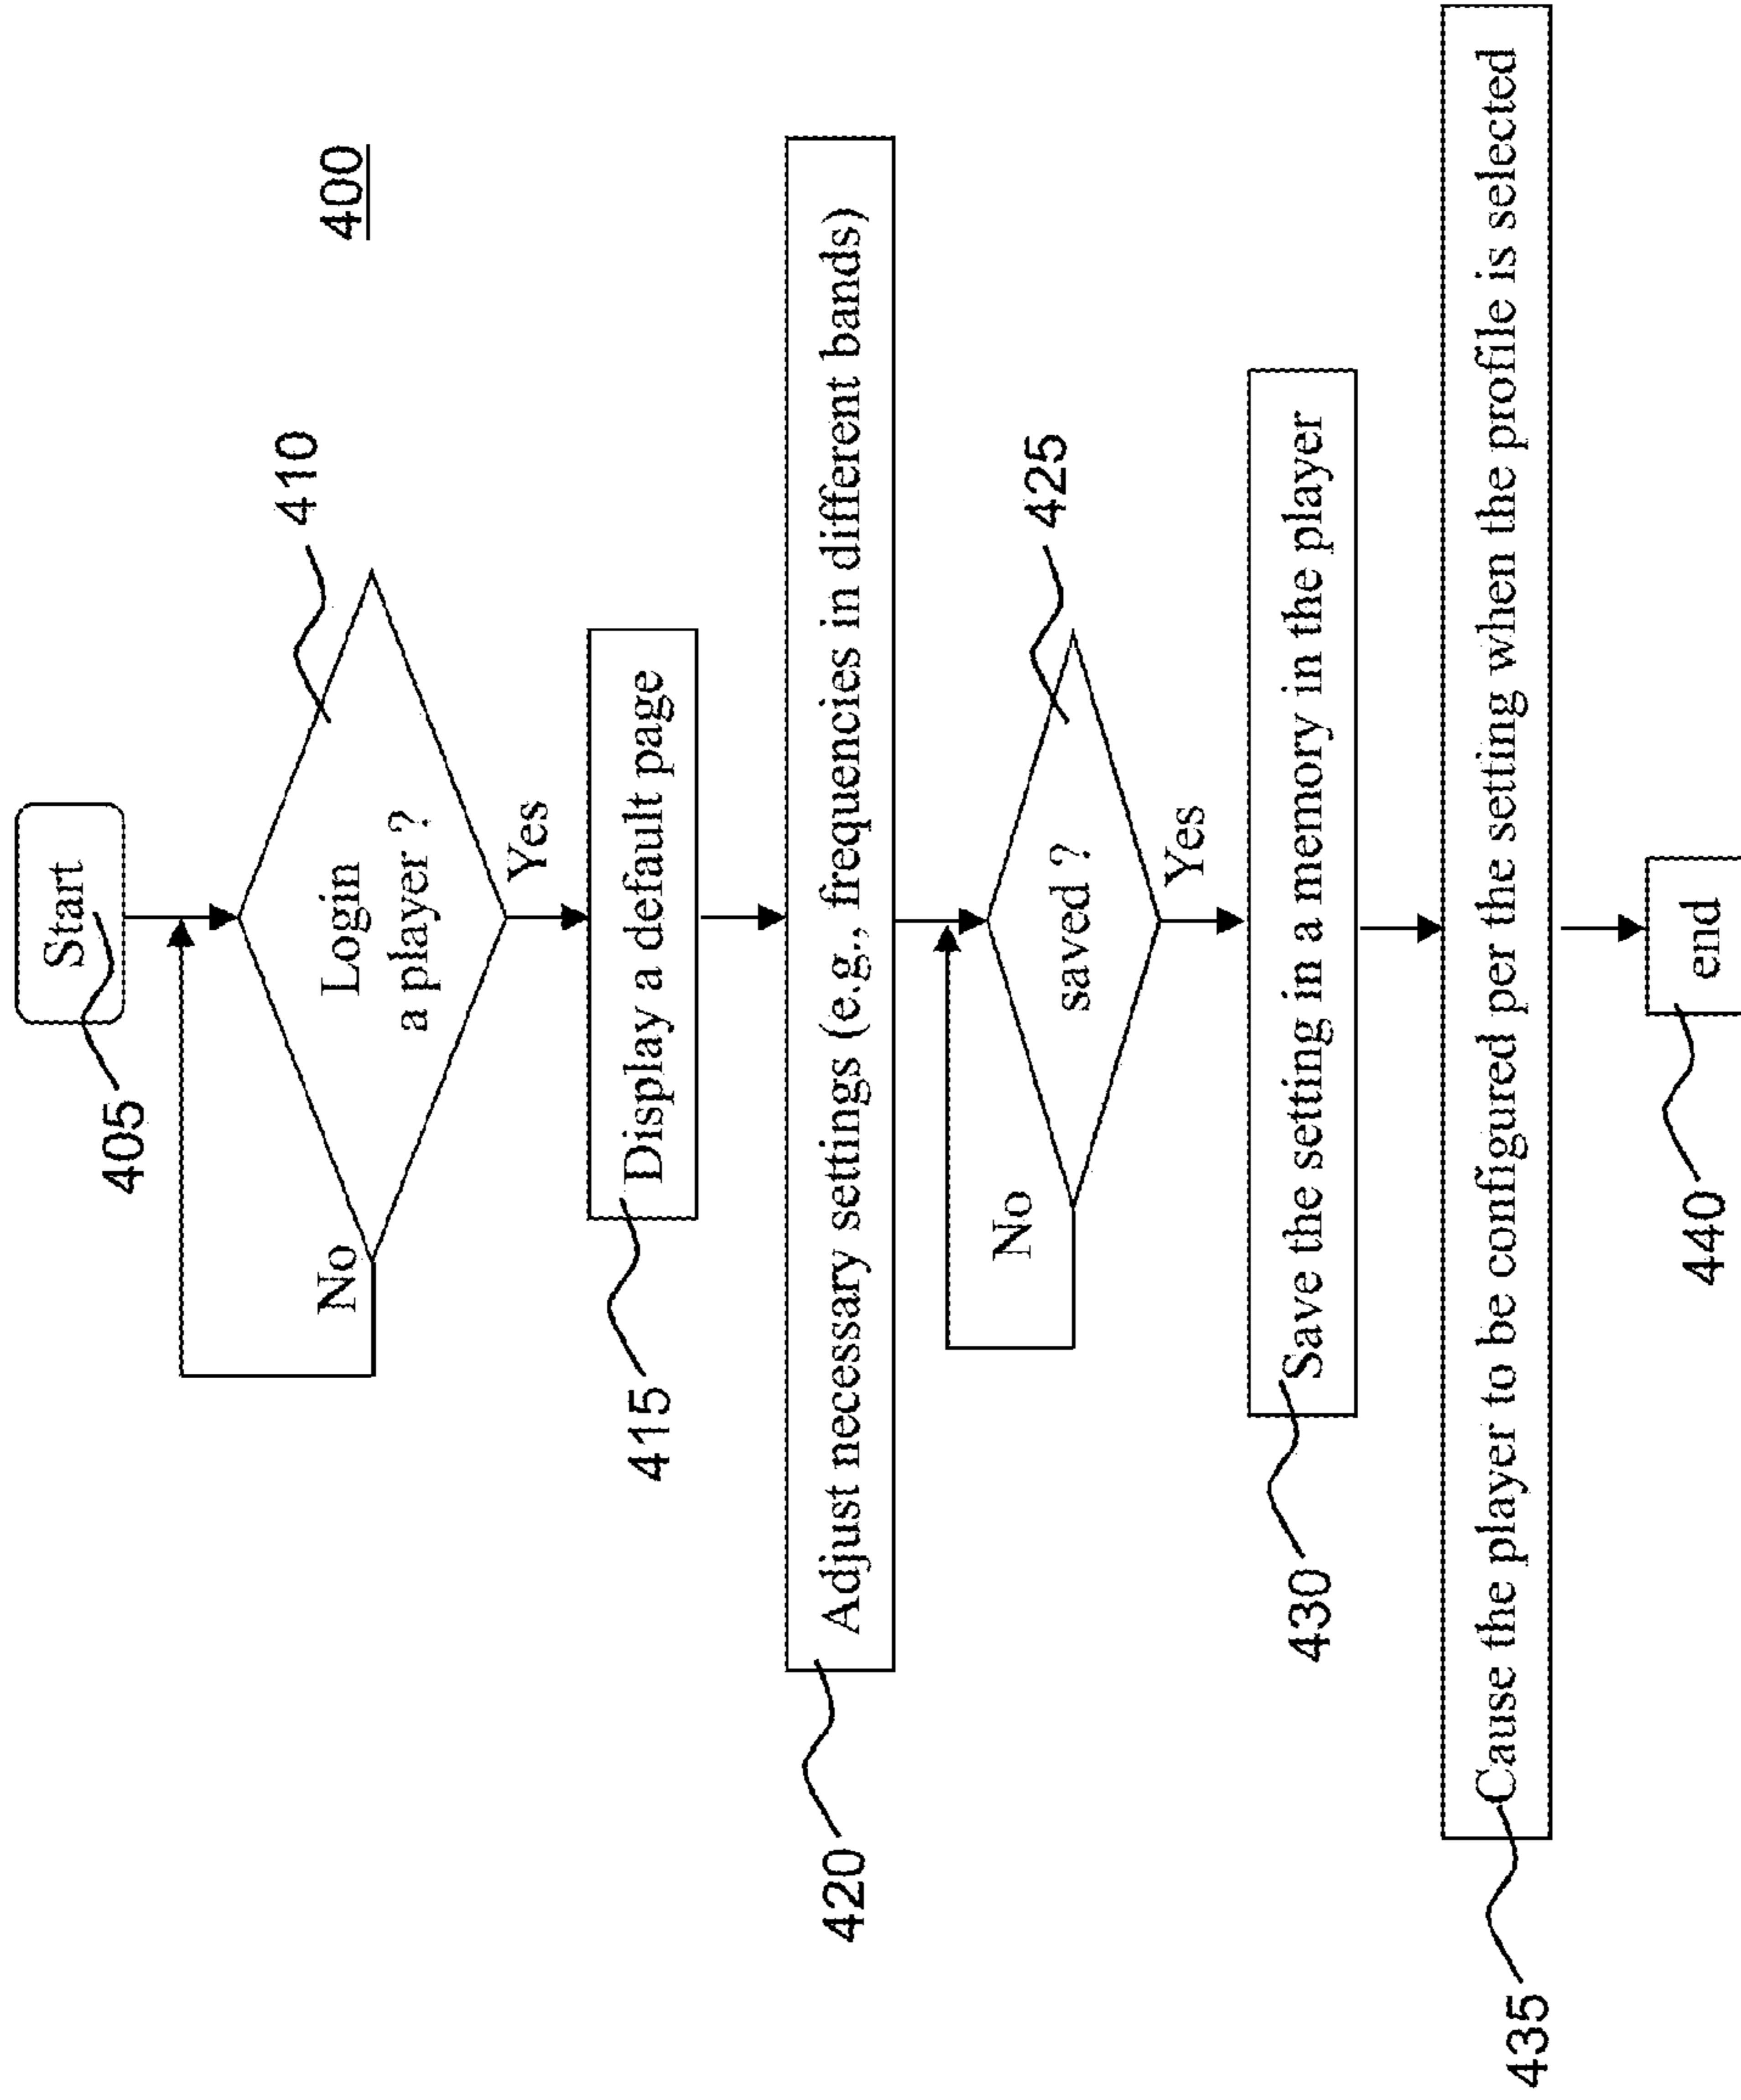 400
Start
405
Login
a player ?
410
No
Yes
Display a default page
415
Adjust necessary settings (e.g., frequencies in different bands)
420
saved ?
425
No
Yes
Save the setting in a memory in the player
430
Cause the player to be configured per the setting when the profile is selected
435
end
440